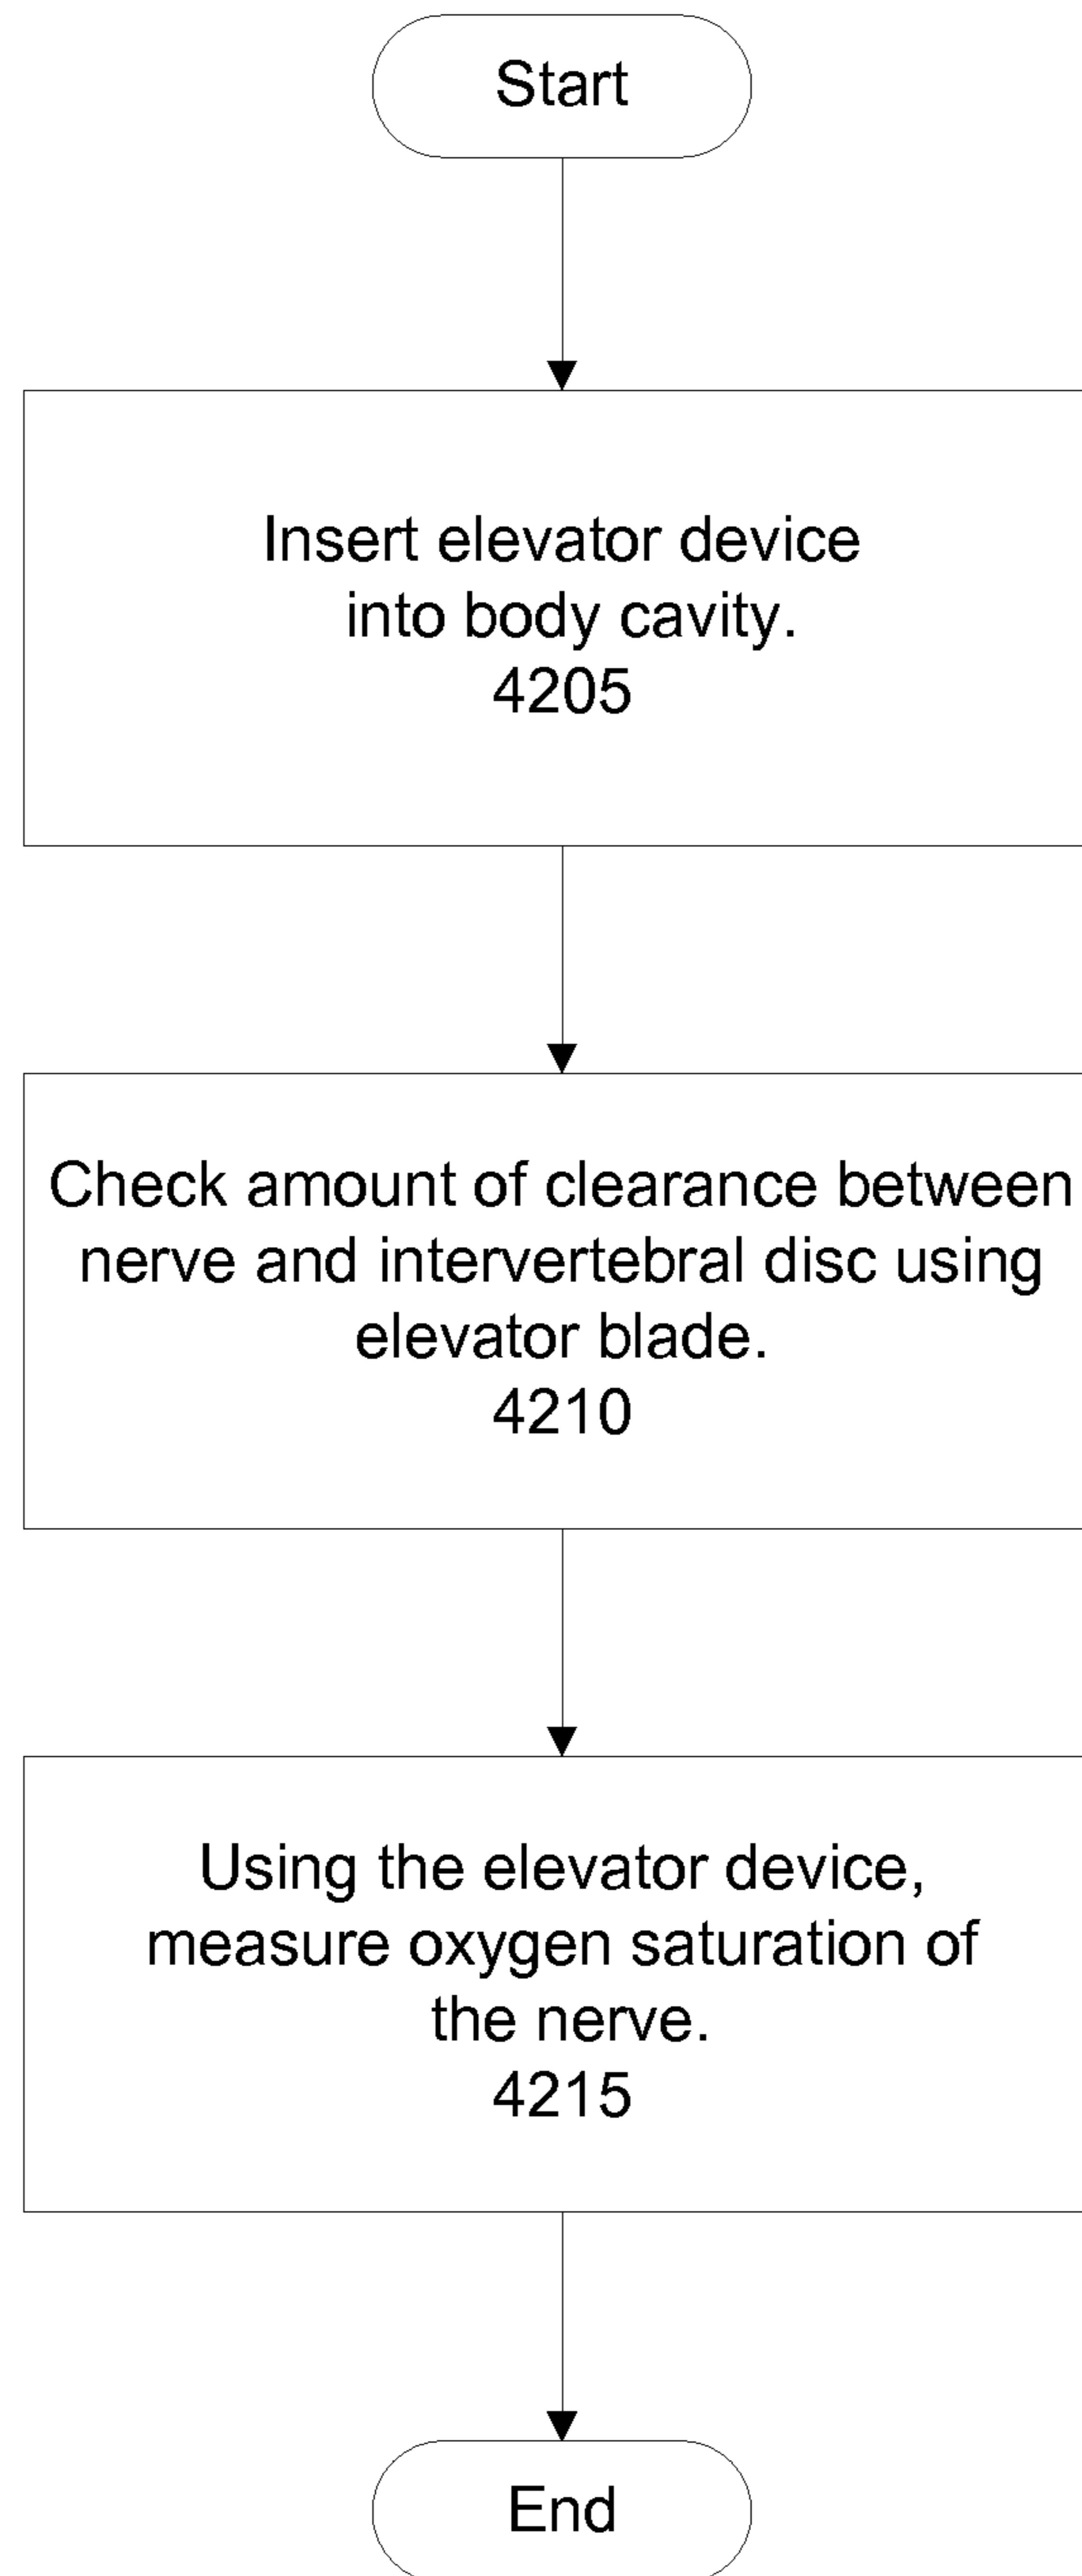 Start
Insert elevator device
into body cavity.
4205
Check amount of clearance between
nerve and intervertebral disc using
elevator blade.
4210
Using the elevator device,
measure oxygen saturation of
the nerve.
4215
End